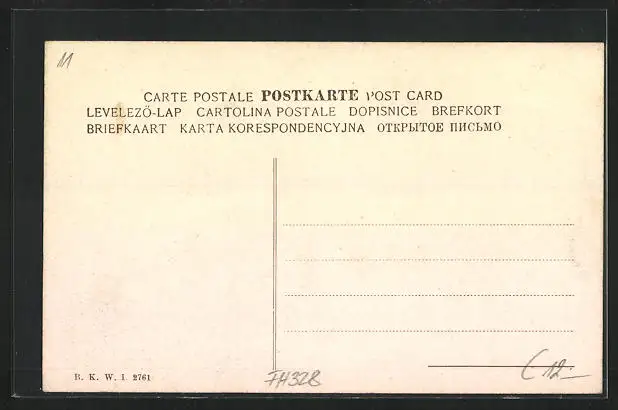 11
CARTE POSTALE POSTKARTE POST CARD
LEVELEZŐ-LAP CARTOLINA POSTALE DOPISNICE BREFKORT
BRIEFKAART KARTA KORESPONDENCYJNA ОТКРЫТОЕ ПИСЬМО
B. K. W. I. 2761
FH328
(12.-